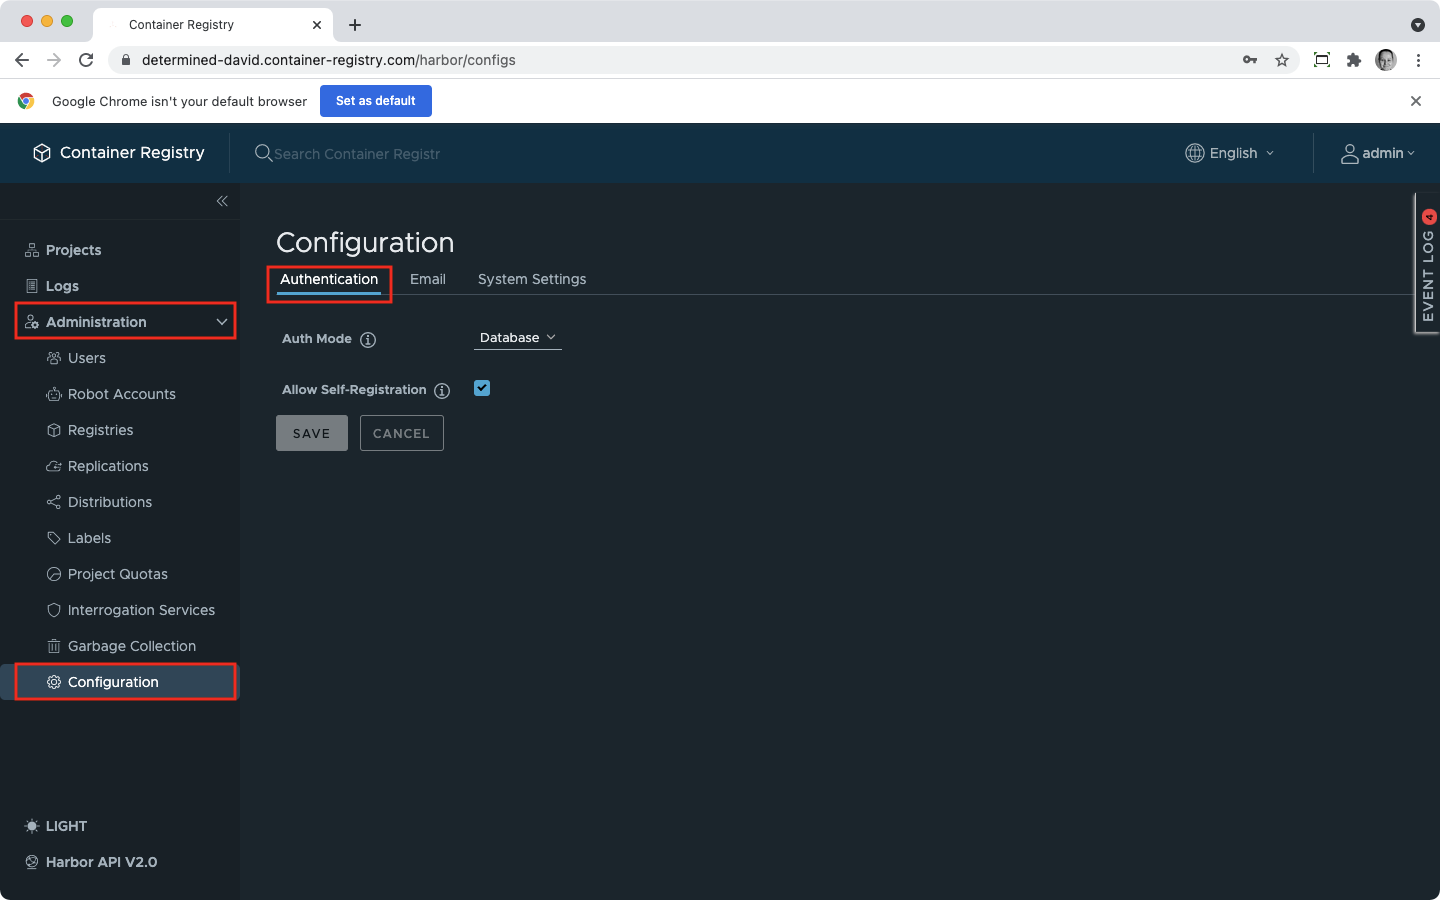 Container Registry
determined-david.container-registry.com/harbor/configs
Google Chrome isn't your default browser
Set as default
Container Registry
Search Container Registr
English
admin
Projects
Logs
Administration
Users
Robot Accounts
Registries
Replications
Distributions
Labels
Project Quotas
Interrogation Services
Garbage Collection
Configuration
LIGHT
Harbor API V2.0
Configuration
Authentication
Email
System Settings
Auth Mode
Database
Allow Self-Registration
SAVE
CANCEL
EVENT LOG 4